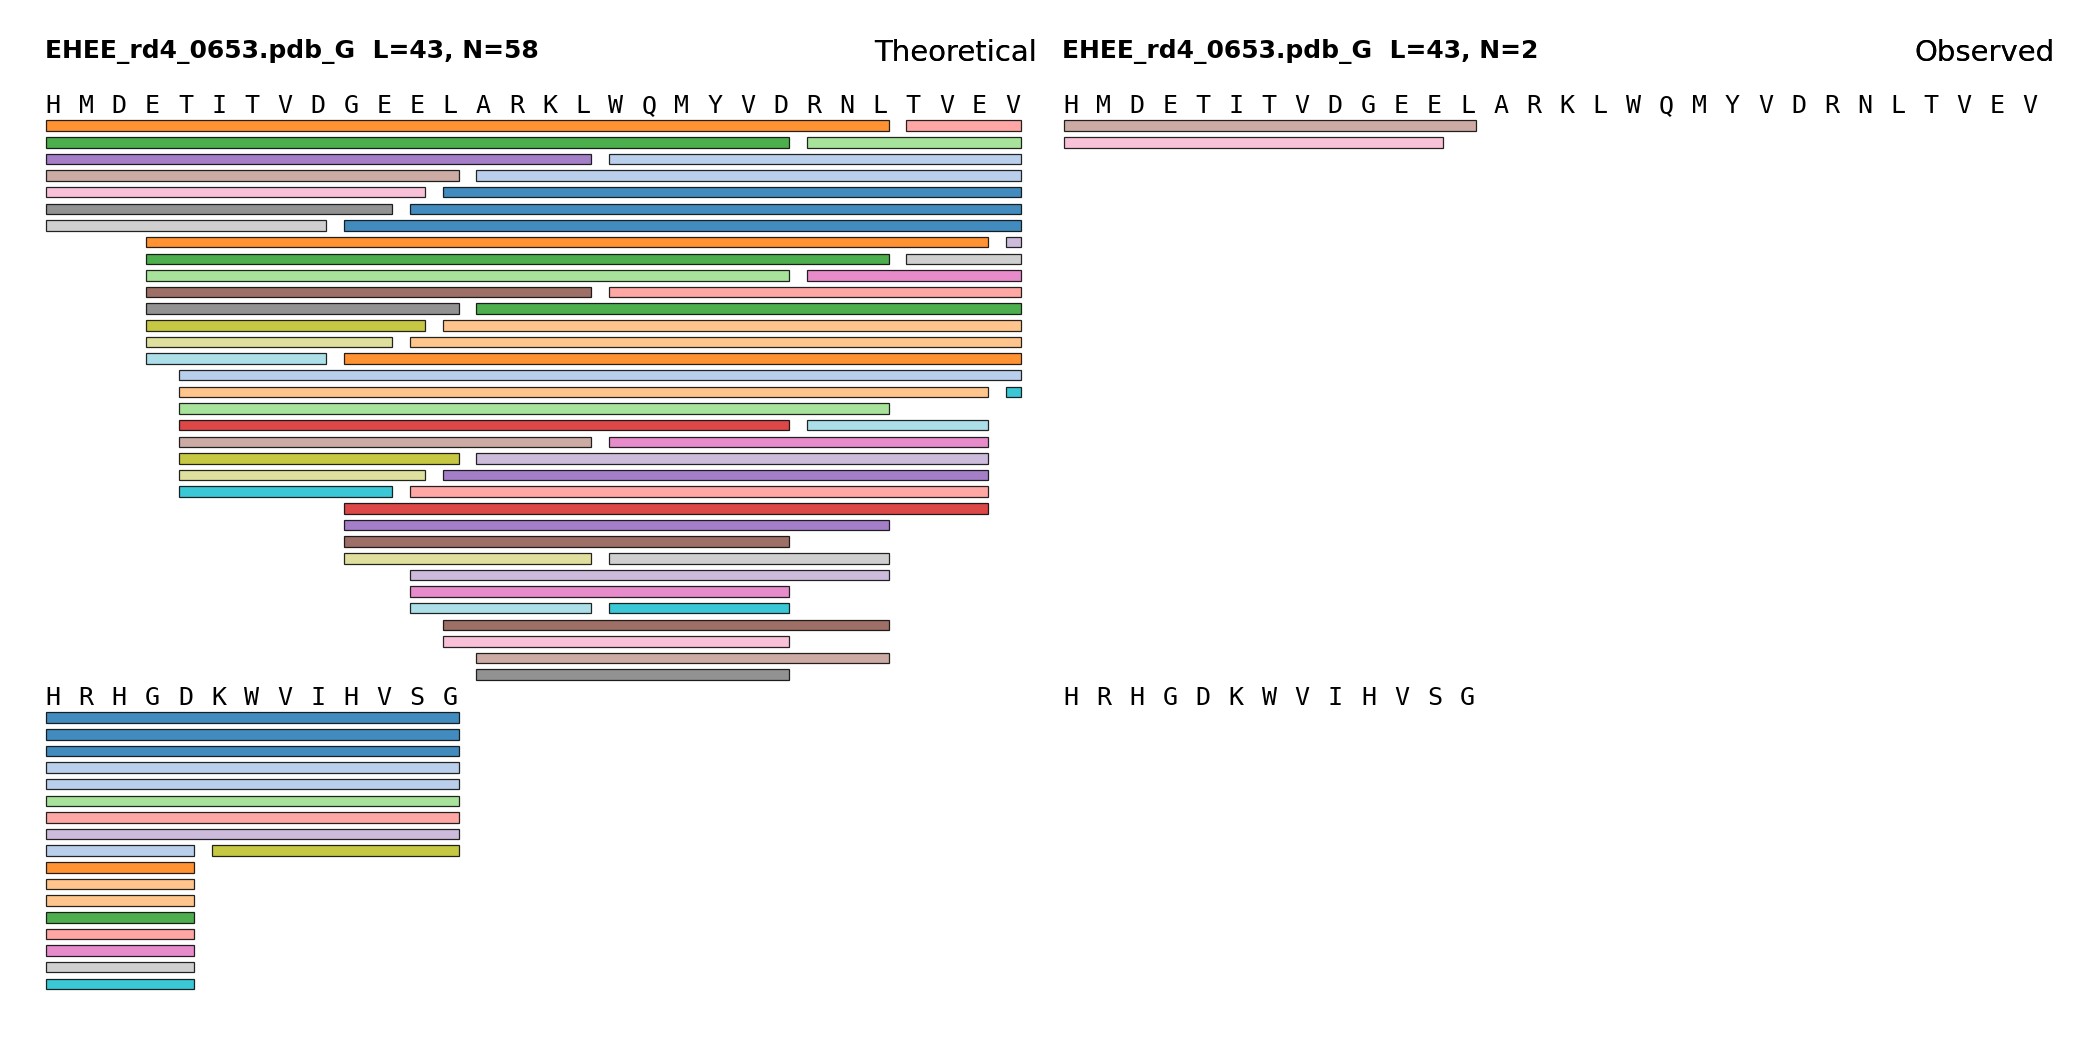 EHEE_rd4_0653.pdb_G  L=43, N=58
Theoretical
H M D E T I T V D G E E L A R K L W Q M Y V D R N L T V E V
H R H G D K W V I H V S G
EHEE_rd4_0653.pdb_G  L=43, N=2
Observed
H M D E T I T V D G E E L A R K L W Q M Y V D R N L T V E V
H R H G D K W V I H V S G